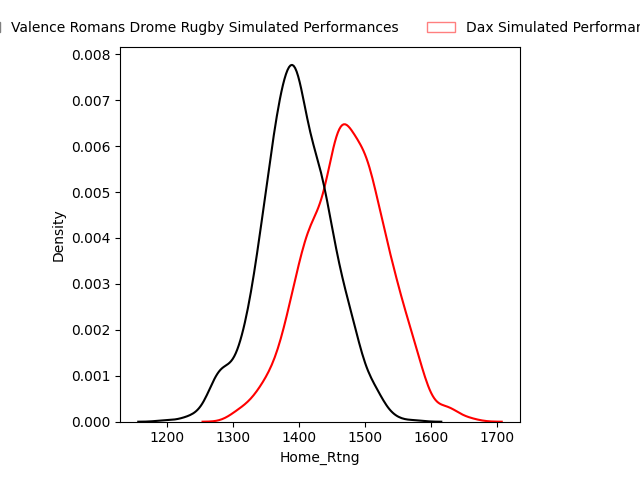 Valence Romans Drome Rugby Simulated Performances
Dax Simulated
0.008
0.007
0.006
0.005
0.004
0.003
0.002
0.001
0.000
Density
1200 1300 1400 1500 1600 1700
Home_Rtng